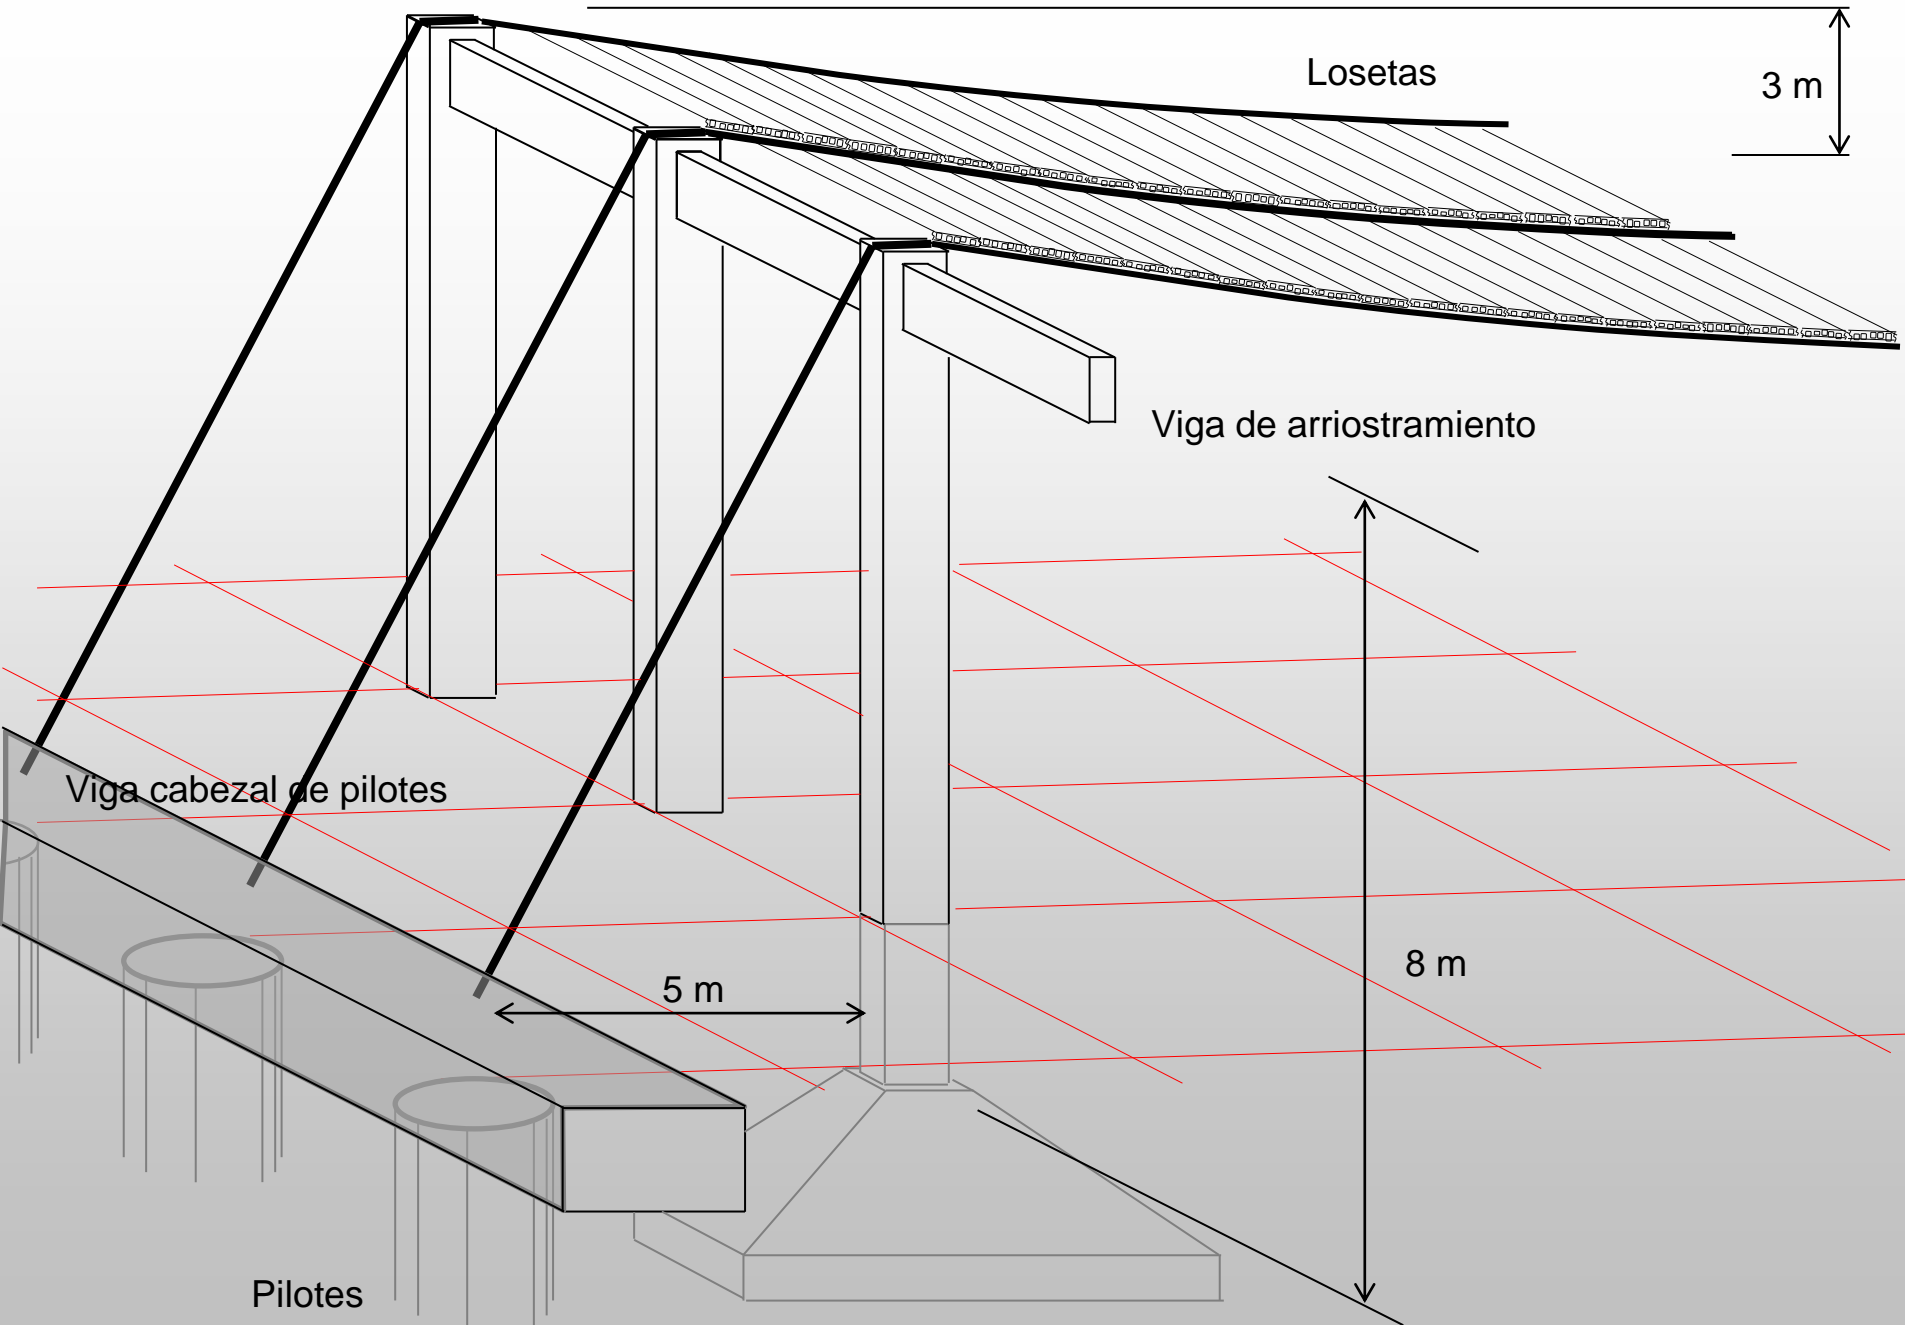 Losetas
3 m
Viga de arriostramiento
Viga cabezal de pilotes
8 m
5 m
Pilotes